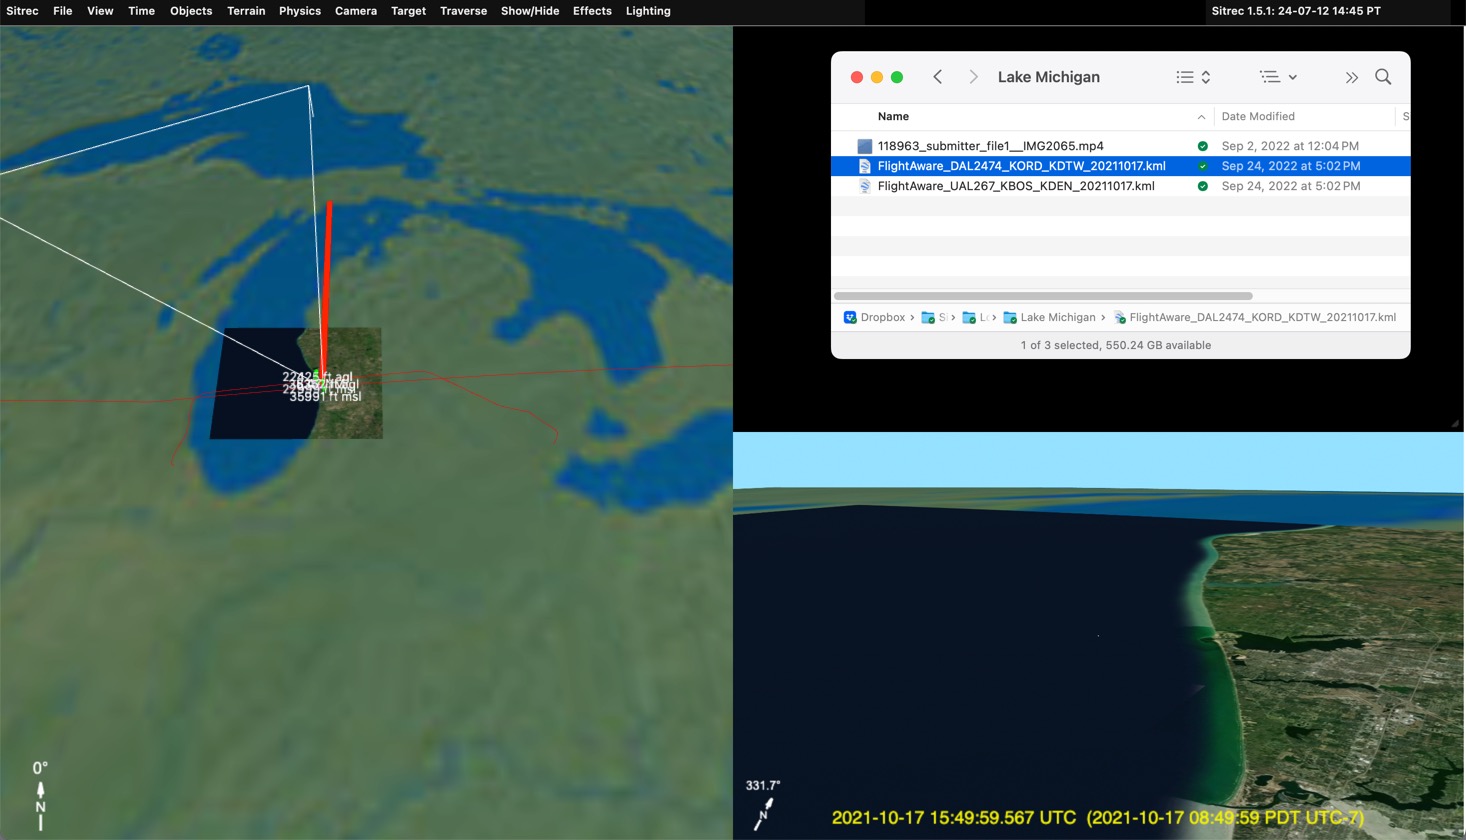 Sitrec File View Time Objects Terrain Physics Camera Target Traverse Show/Hide Effects Lighting
Sitrec 1.5.1: 24-07-12 14:45 PT
Lake Michigan
Name Date Modified S
118963_submitter_file1__IMG2065.mp4 Sep 2, 2022 at 12:04 PM
FlightAware_DAL2474_KORD_KDTW_20211017.kml Sep 24, 2022 at 5:02 PM
FlightAware_UAL267_KBOS_KDEN_20211017.kml Sep 24, 2022 at 5:02 PM
Dropbox › › › Lake Michigan › FlightAware_DAL2474_KORD_KDTW_20211017.kml
1 of 3 selected, 550.24 GB available
22425 ft agl
35991 ft msl
0°
N
331.7°
N
2021-10-17 15:49:59.567 UTC (2021-10-17 08:49:59 PDT UTC-7)